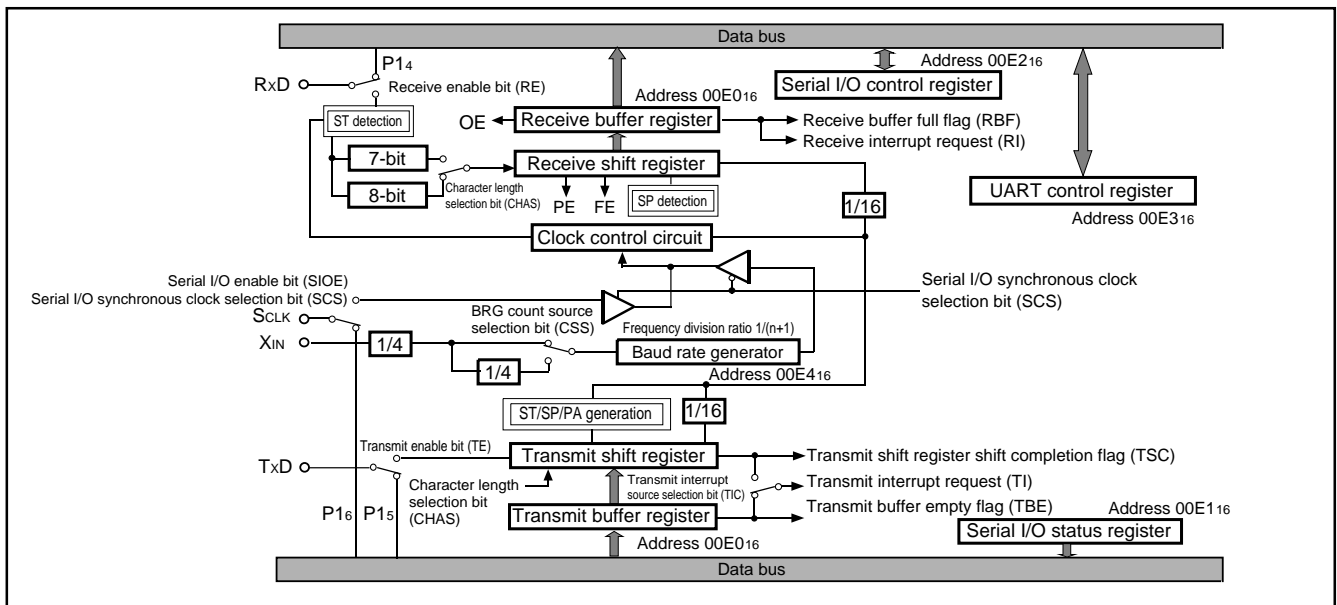 Data bus
P14
RxD
Receive enable bit (RE)
Address 00E216
Serial I/O control register
Address 00E016
ST detection
OE
Receive buffer register
Receive buffer full flag (RBF)
Receive interrupt request (RI)
7-bit
Receive shift register
8-bit
Character length
selection bit (CHAS)
PE
FE
SP detection
1/16
UART control register
Address 00E316
Clock control circuit
Serial I/O enable bit (SIOE)
Serial I/O synchronous clock selection bit (SCS)
Serial I/O synchronous clock
selection bit (SCS)
SCLK
BRG count source
selection bit (CSS)
Frequency division ratio 1/(n+1)
XIN
1/4
Baud rate generator
1/4
Address 00E416
ST/SP/PA generation
1/16
Transmit enable bit (TE)
TxD
Transmit shift register
Transmit shift register shift completion flag (TSC)
Character length
selection bit
(CHAS)
Transmit interrupt
source selection bit (TIC)
Transmit interrupt request (TI)
P16
P15
Transmit buffer register
Transmit buffer empty flag (TBE)
Address 00E116
Serial I/O status register
Address 00E016
Data bus